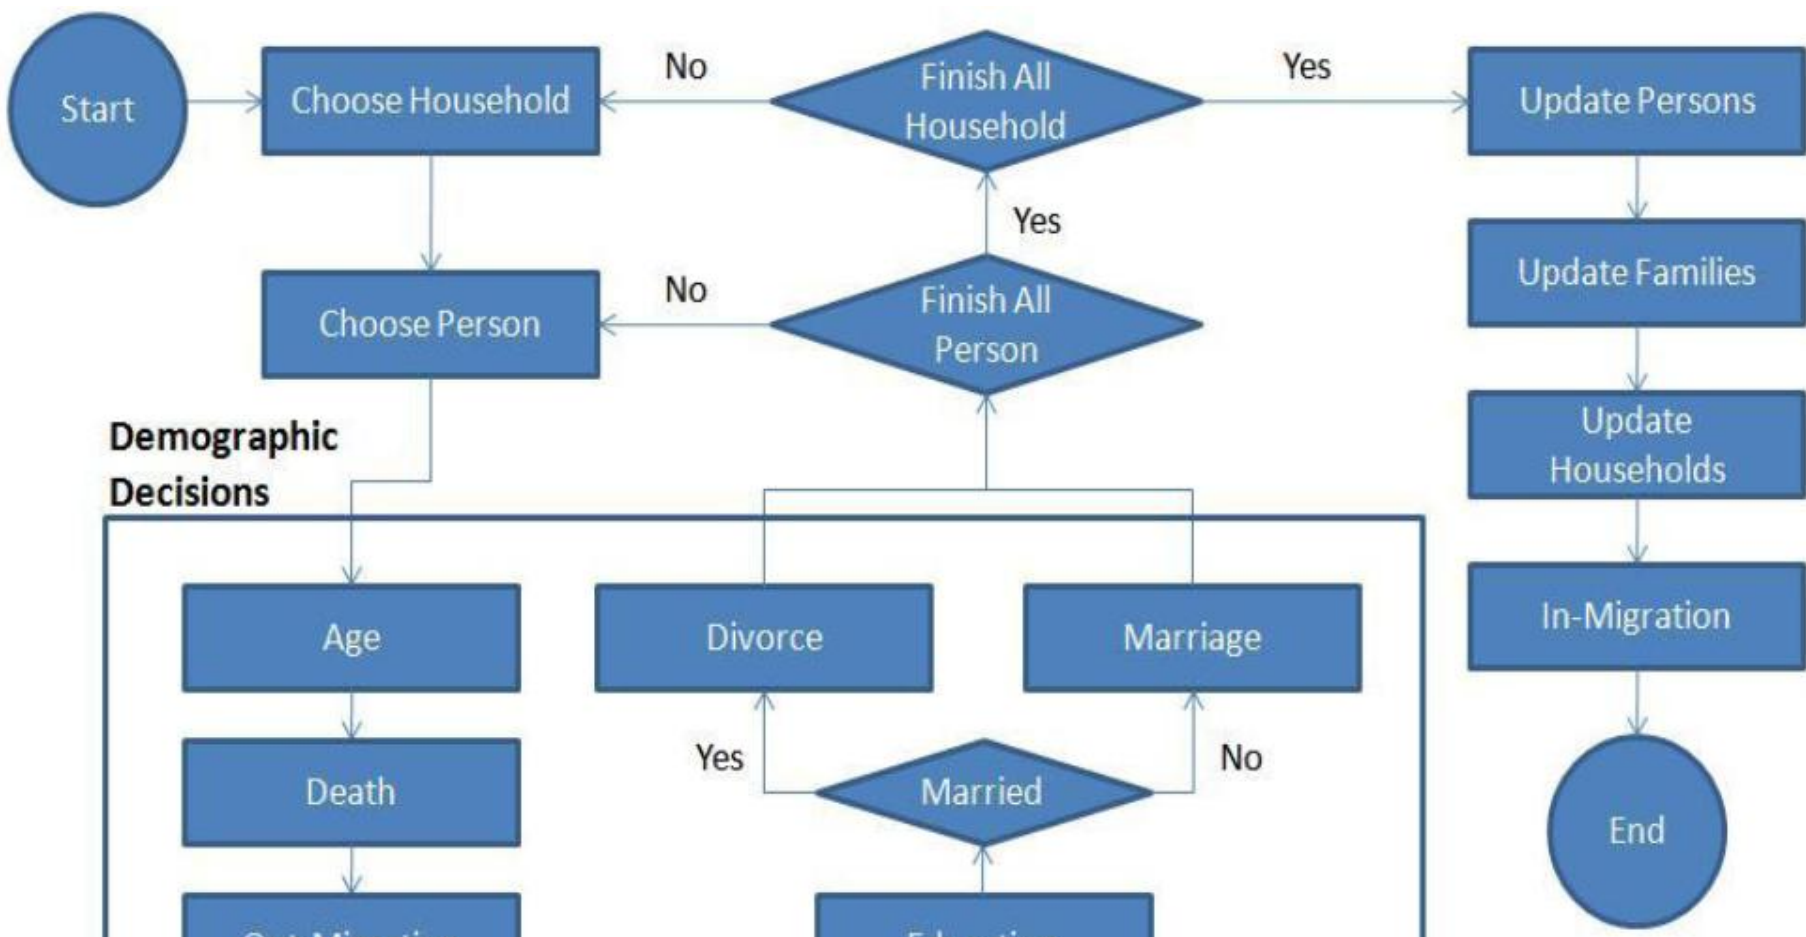 Start
Choose Household
No
Finish All
Household
Yes
Update Persons
Yes
Update Families
Choose Person
No
Finish All
Person
Demographic
Decisions
Update
Households
Age
Divorce
Marriage
In-Migration
Death
Yes
Married
No
End